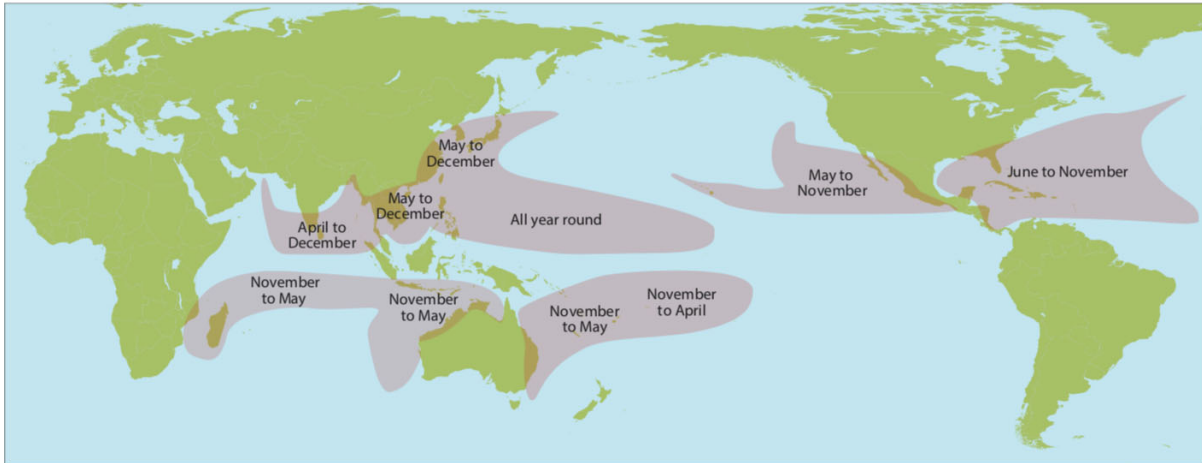 May to
December
May to
December
April to
December
All year round
May to
November
June to November
November
to May
November
to May
November
to May
November
to April